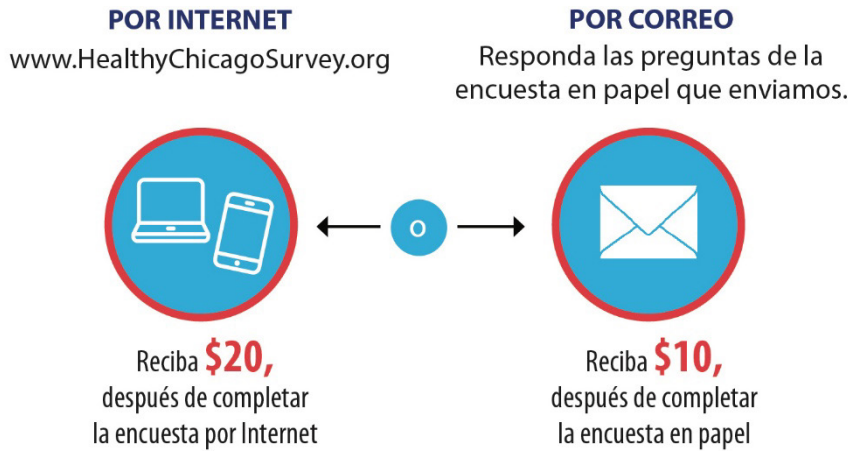 POR INTERNET
www.HealthyChicagoSurvey.org
POR CORREO
Responda las preguntas de la
encuesta en papel que enviamos.
o
Reciba $20,
después de completar
la encuesta por Internet
Reciba $10,
después de completar
la encuesta en papel